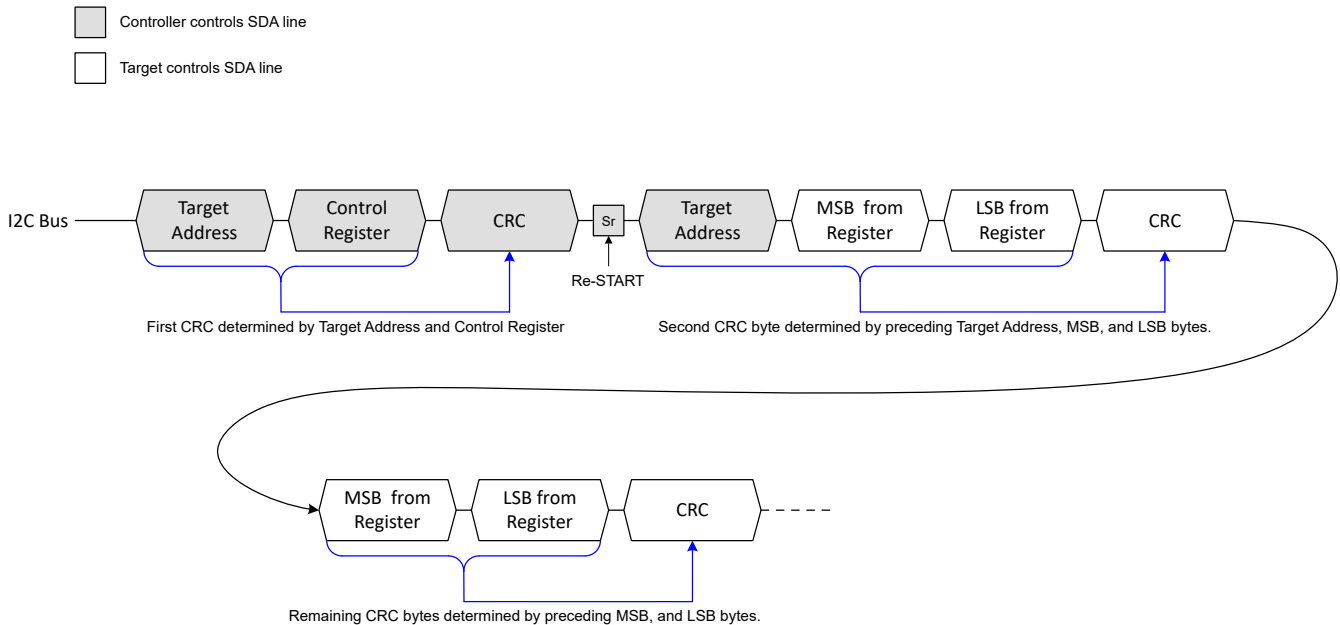 Controller controls SDA line
Target controls SDA line
I2C Bus
Target
Address
Control
Register
CRC
Sr
Target
Address
MSB from
Register
LSB from
Register
CRC
Re-START
First CRC determined by Target Address and Control Register
Second CRC byte determined by preceding Target Address, MSB, and LSB bytes.
MSB from
Register
LSB from
Register
CRC
Remaining CRC bytes determined by preceding MSB, and LSB bytes.